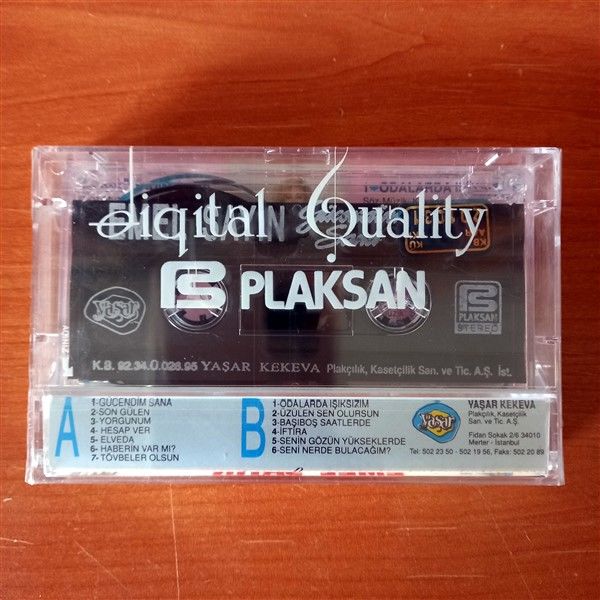 1-ODALARDA
Digital Quality
EMEL SAYIN
PLAKSAN
Yaşar
PLAKSAN
STEREO
K.B. 92.34.Ü.026.95 YAŞAR KEKEVA Plakçılık, Kasetçilik San. ve Tic. A.Ş. İst.
A
1-GÜCENDİM SANA
2-SON GÜLEN
3-YORGUNUM
4- HESAP VER
5- ELVEDA
6- HABERİN VAR MI?
7- TÖVBELER OLSUN
B
1-ODALARDA IŞIKSIZIM
2-ÜZÜLEN SEN OLURSUN
3-BAŞIBOŞ SAATLERDE
4-İFTİRA
5-SENİN GÖZÜN YÜKSEKLERDE
6-SENİ NERDE BULACAĞIM?
Yaşar
YAŞAR KEKEVA
Plakçılık, Kasetçilik
San. ve Tic. A.Ş.
Fidan Sokak 2/6 34010
Merter - İstanbul
Tel: 502 23 50 - 502 19 56, Faks: 502 20 89